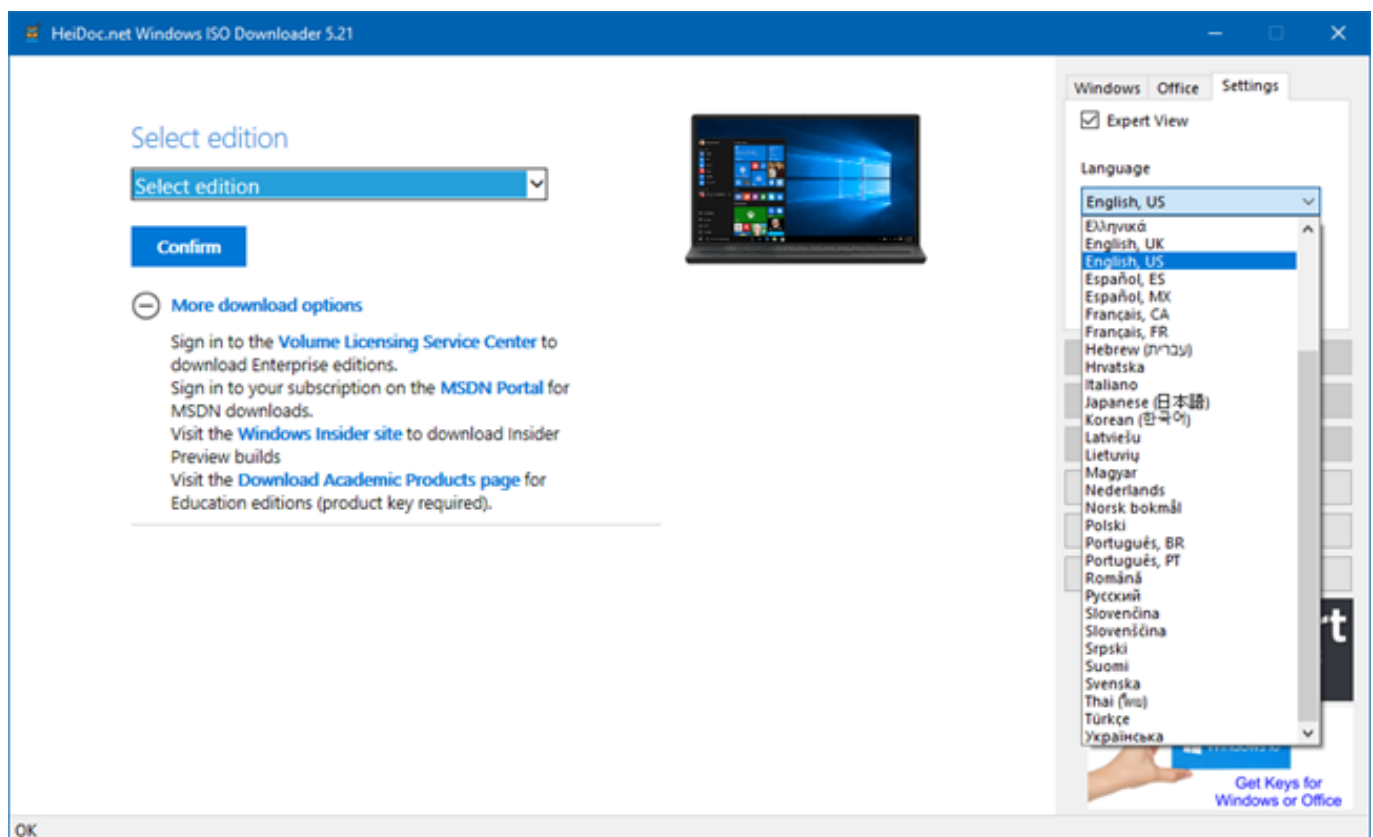 HeiDoc.net Windows ISO Downloader 5.21
Select edition
Select edition
Confirm
More download options
Sign in to the Volume Licensing Service Center to
download Enterprise editions.
Sign in to your subscription on the MSDN Portal for
MSDN downloads.
Visit the Windows Insider site to download Insider
Preview builds
Visit the Download Academic Products page for
Education editions (product key required).
Windows Office Settings
Expert View
Language
English, US
Ελληνικά
English, UK
English, US
Español, ES
Español, MX
Français, CA
Français, FR
Hebrew (עברית)
Hrvatska
Italiano
Japanese (日本語)
Korean (한국어)
Latviešu
Lietuvių
Magyar
Nederlands
Norsk bokmål
Polski
Português, BR
Português, PT
Română
Русский
Slovenčina
Slovenščina
Srpski
Suomi
Svenska
Thai (ไทย)
Türkçe
Українська
Get Keys for
Windows or Office
OK